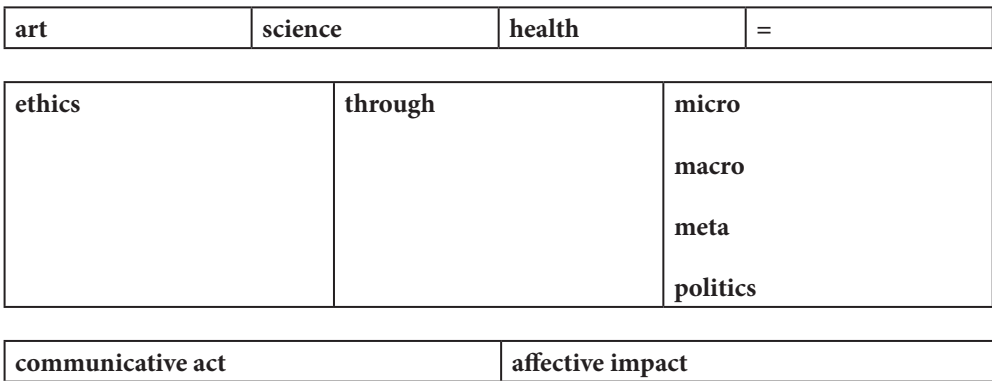 art science health =
ethics through micro
macro
meta
politics
communicative act affective impact